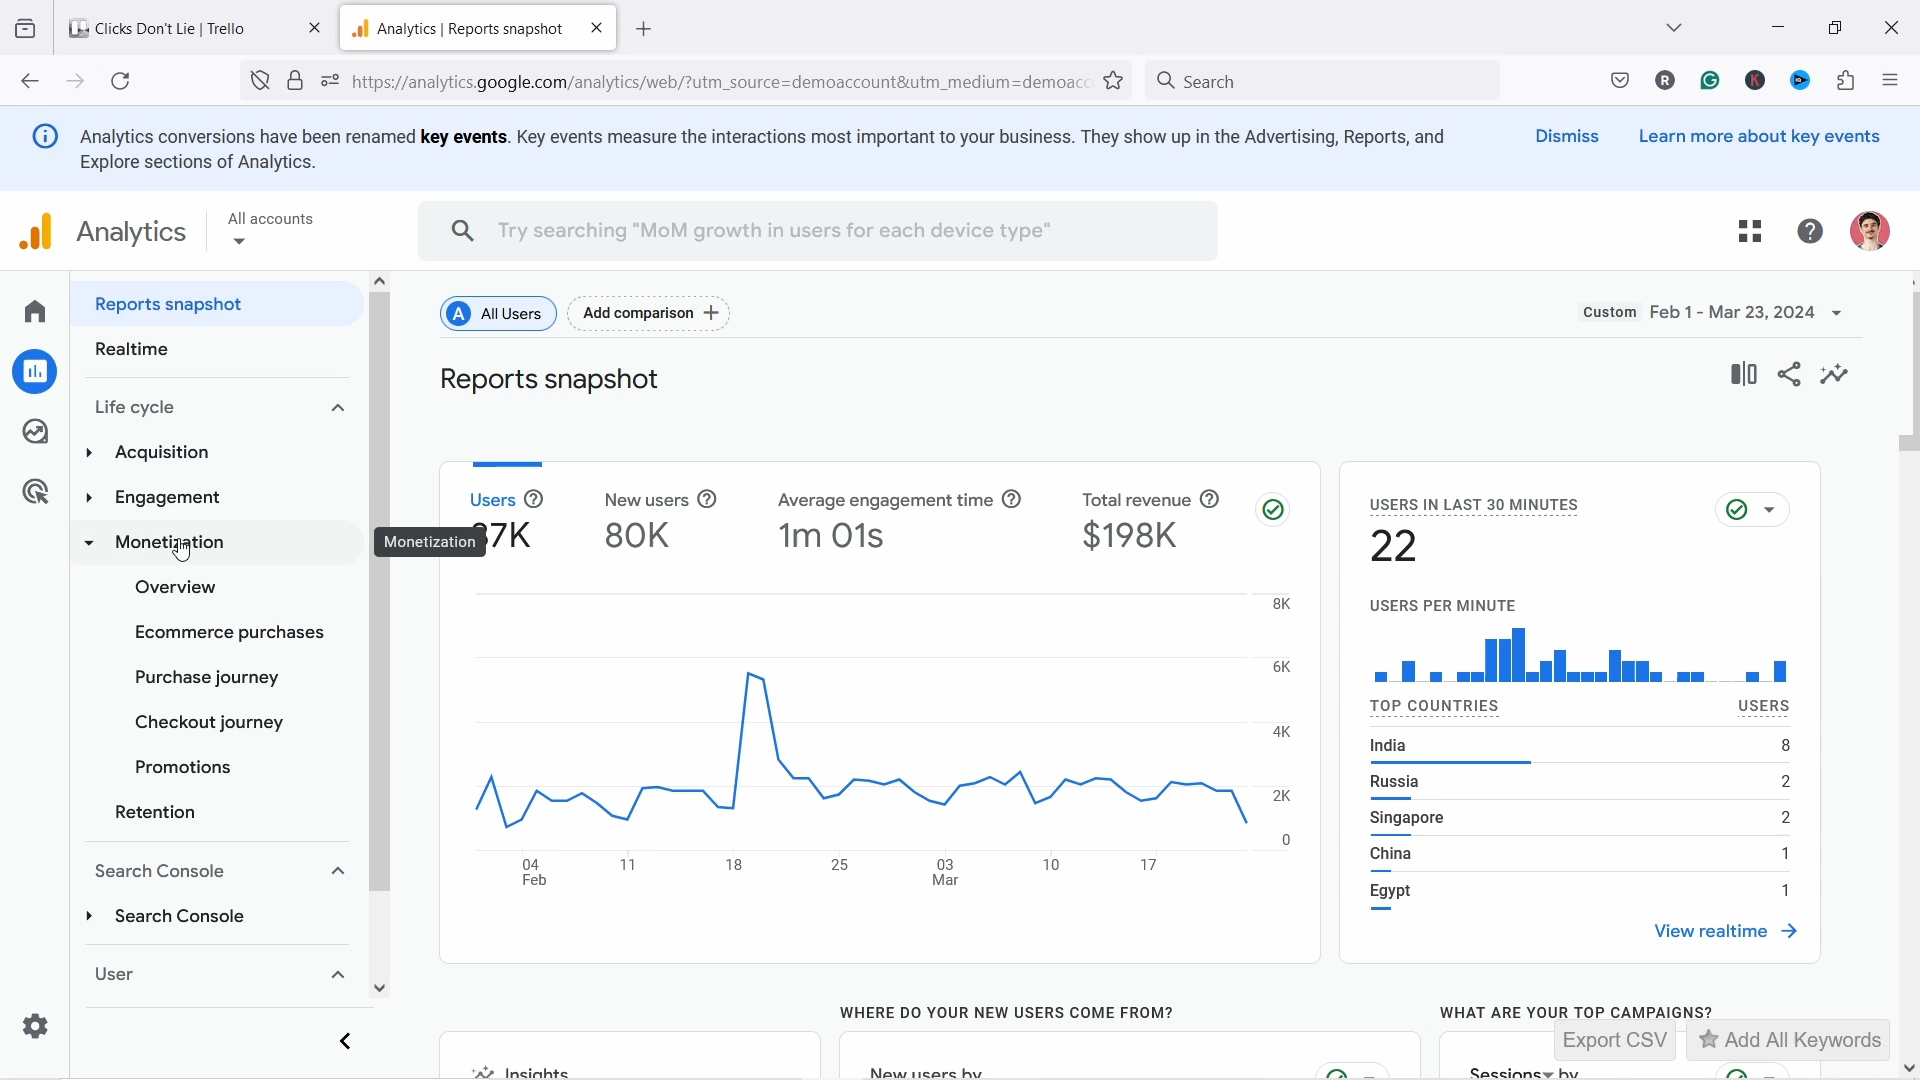 Clicks Don't Lie | Trello
Analytics | Reports snapshot
https://analytics.google.com/analytics/web/?utm_source=demoaccount&utm_medium=demoacc
Search
Analytics conversions have been renamed key events. Key events measure the interactions most important to your business. They show up in the Advertising, Reports, and
Explore sections of Analytics.
Dismiss
Learn more about key events
Analytics
All accounts
Try searching "MoM growth in users for each device type"
Reports snapshot
Realtime
Life cycle
Acquisition
Engagement
Monetization
Overview
Ecommerce purchases
Purchase journey
Checkout journey
Promotions
Retention
Search Console
Search Console
User
Monetization
A All Users
Add comparison +
Custom Feb 1 - Mar 23, 2024
Reports snapshot
Users
New users
Average engagement time
Total revenue
87K
80K
1m 01s
$198K
8K
6K
4K
2K
0
04
Feb
11
18
25
03
Mar
10
17
USERS IN LAST 30 MINUTES
22
USERS PER MINUTE
TOP COUNTRIES USERS
India 8
Russia 2
Singapore 2
China 1
Egypt 1
View realtime
WHERE DO YOUR NEW USERS COME FROM?
WHAT ARE YOUR TOP CAMPAIGNS?
Export CSV
Add All Keywords
Insights
New users by
Sessions by